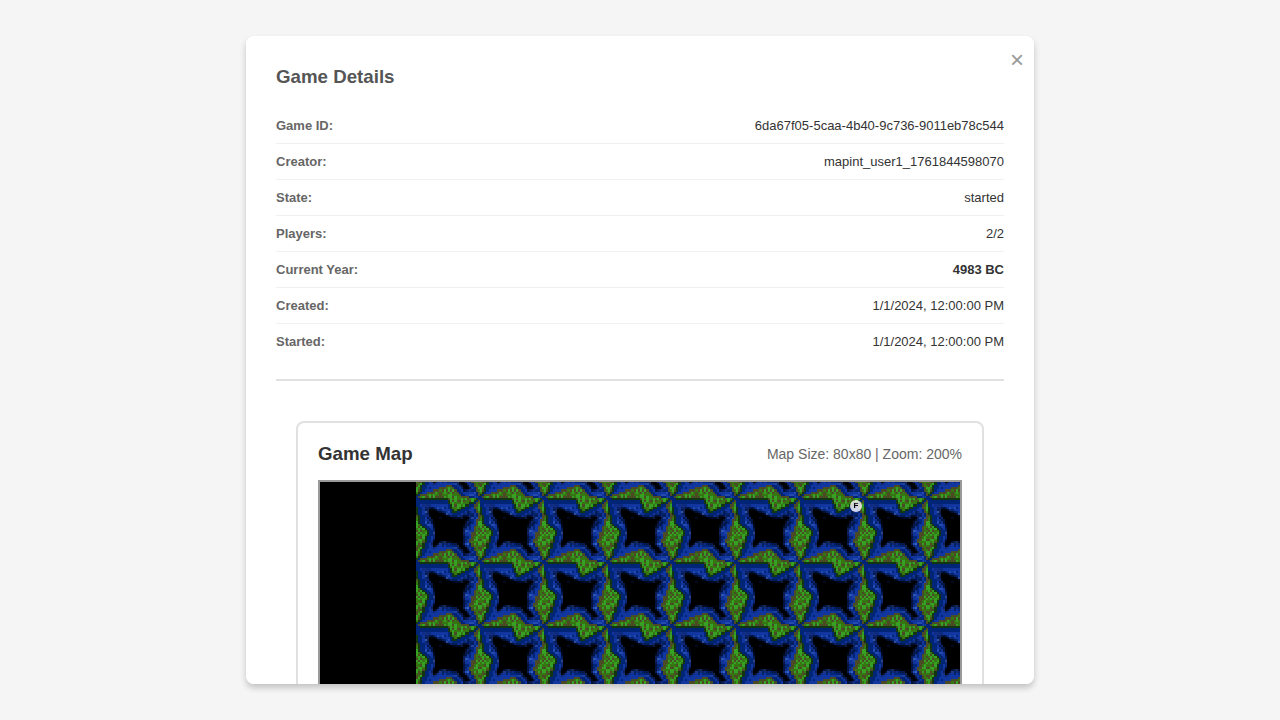 ×
Game Details
Game ID: 6da67f05-5caa-4b40-9c736-9011eb78c544
Creator: mapint_user1_1761844598070
State: started
Players: 2/2
Current Year: 4983 BC
Created: 1/1/2024, 12:00:00 PM
Started: 1/1/2024, 12:00:00 PM
Game Map Map Size: 80x80 | Zoom: 200%
F